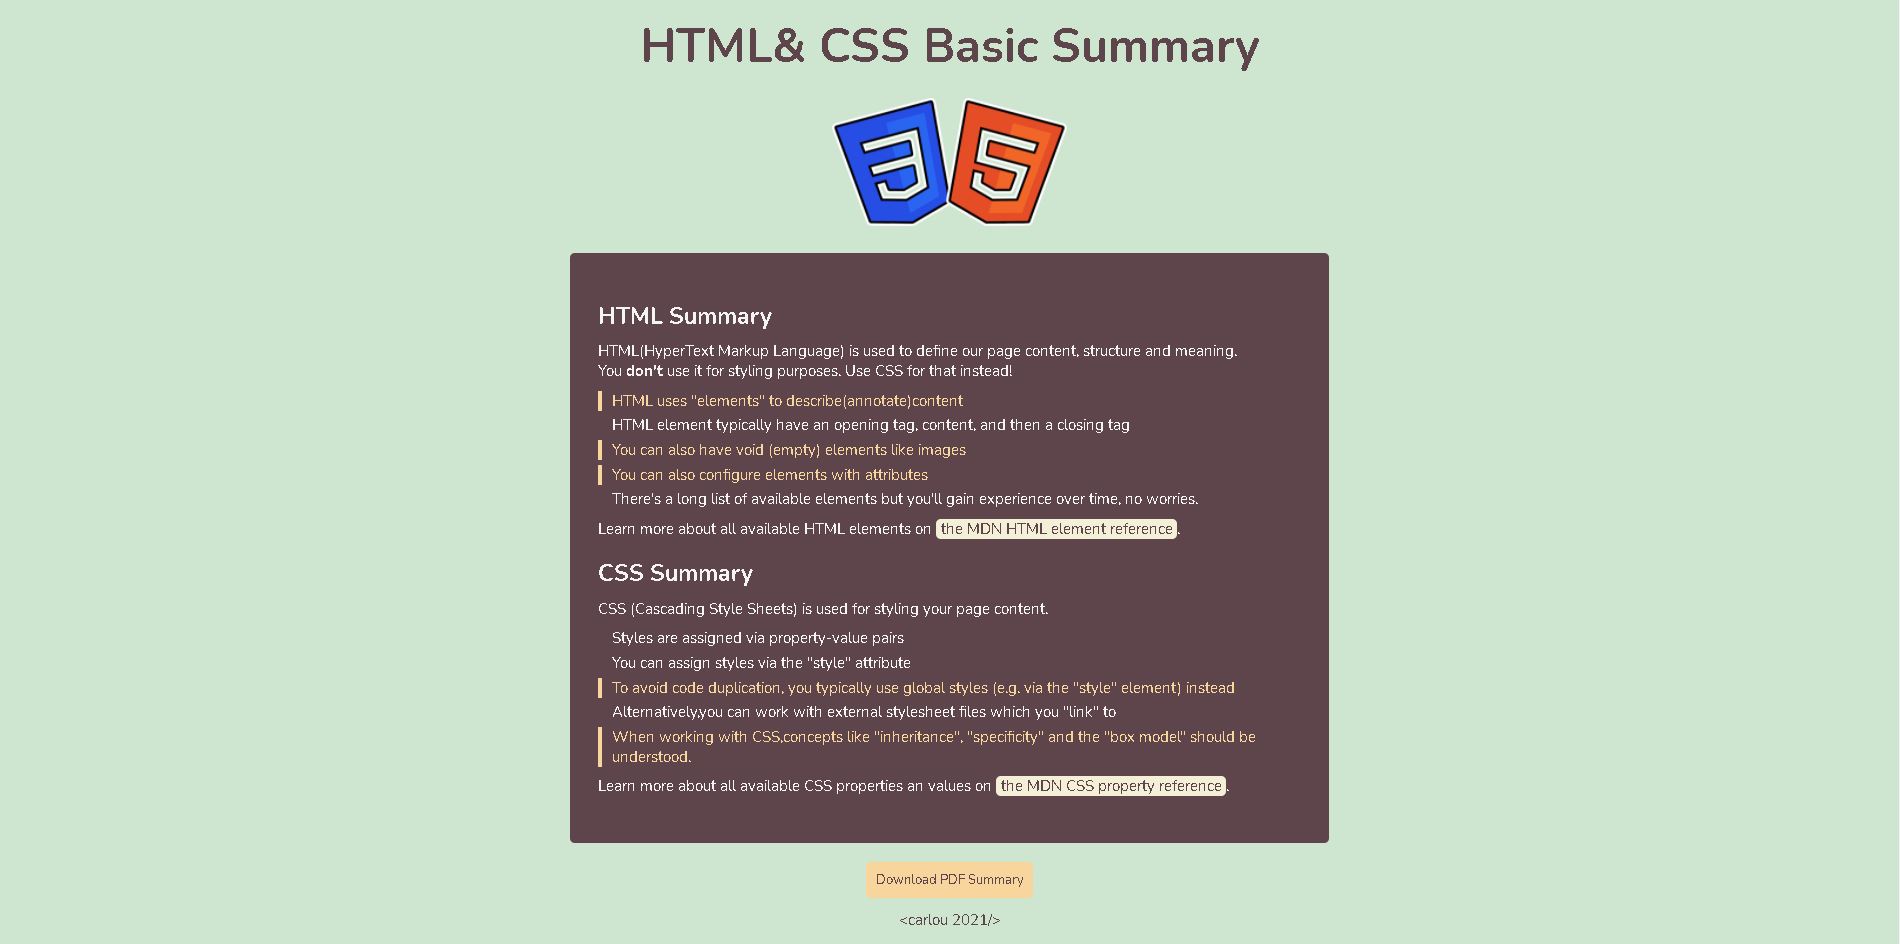 HTML& CSS Basic Summary
HTML Summary
HTML(HyperText Markup Language) is used to define our page content, structure and meaning.
You don't use it for styling purposes. Use CSS for that instead!
HTML uses "elements" to describe(annotate)content
HTML element typically have an opening tag, content, and then a closing tag
You can also have void (empty) elements like images
You can also configure elements with attributes
There's a long list of available elements but you'll gain experience over time, no worries.
Learn more about all available HTML elements on the MDN HTML element reference.
CSS Summary
CSS (Cascading Style Sheets) is used for styling your page content.
Styles are assigned via property-value pairs
You can assign styles via the "style" attribute
To avoid code duplication, you typically use global styles (e.g. via the "style" element) instead
Alternatively,you can work with external stylesheet files which you "link" to
When working with CSS,concepts like "inheritance", "specificity" and the "box model" should be
understood.
Learn more about all available CSS properties an values on the MDN CSS property reference.
Download PDF Summary
<carlou 2021/>